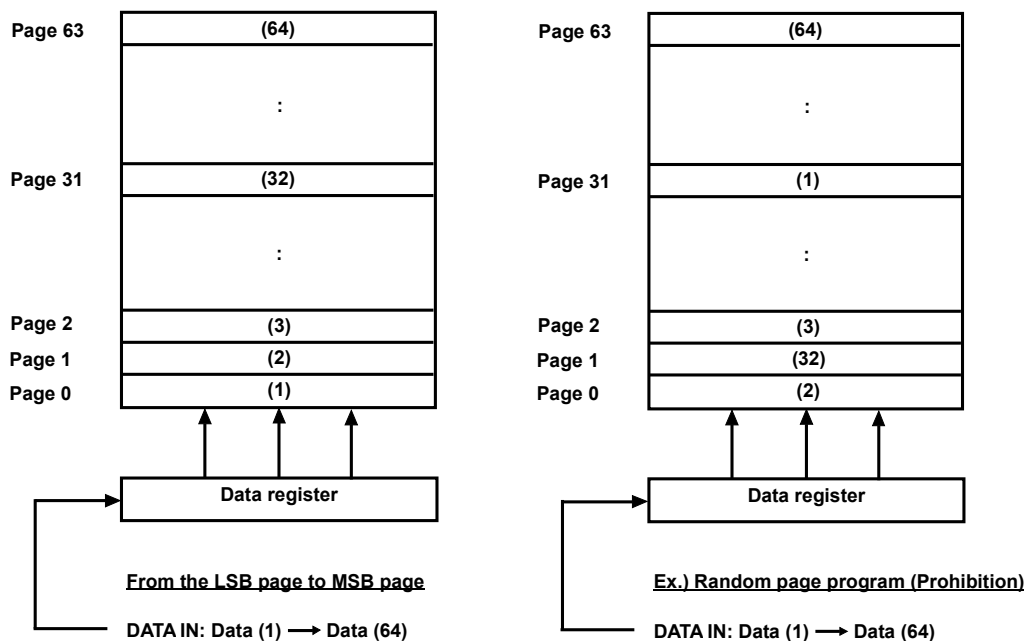 Page 63
(64)
:
Page 31
(32)
:
Page 2
(3)
Page 1
(2)
Page 0
(1)
Data register
From the LSB page to MSB page
DATA IN: Data (1) → Data (64)
Page 63
(64)
:
Page 31
(1)
:
Page 2
(3)
Page 1
(32)
Page 0
(2)
Data register
Ex.) Random page program (Prohibition)
DATA IN: Data (1) → Data (64)